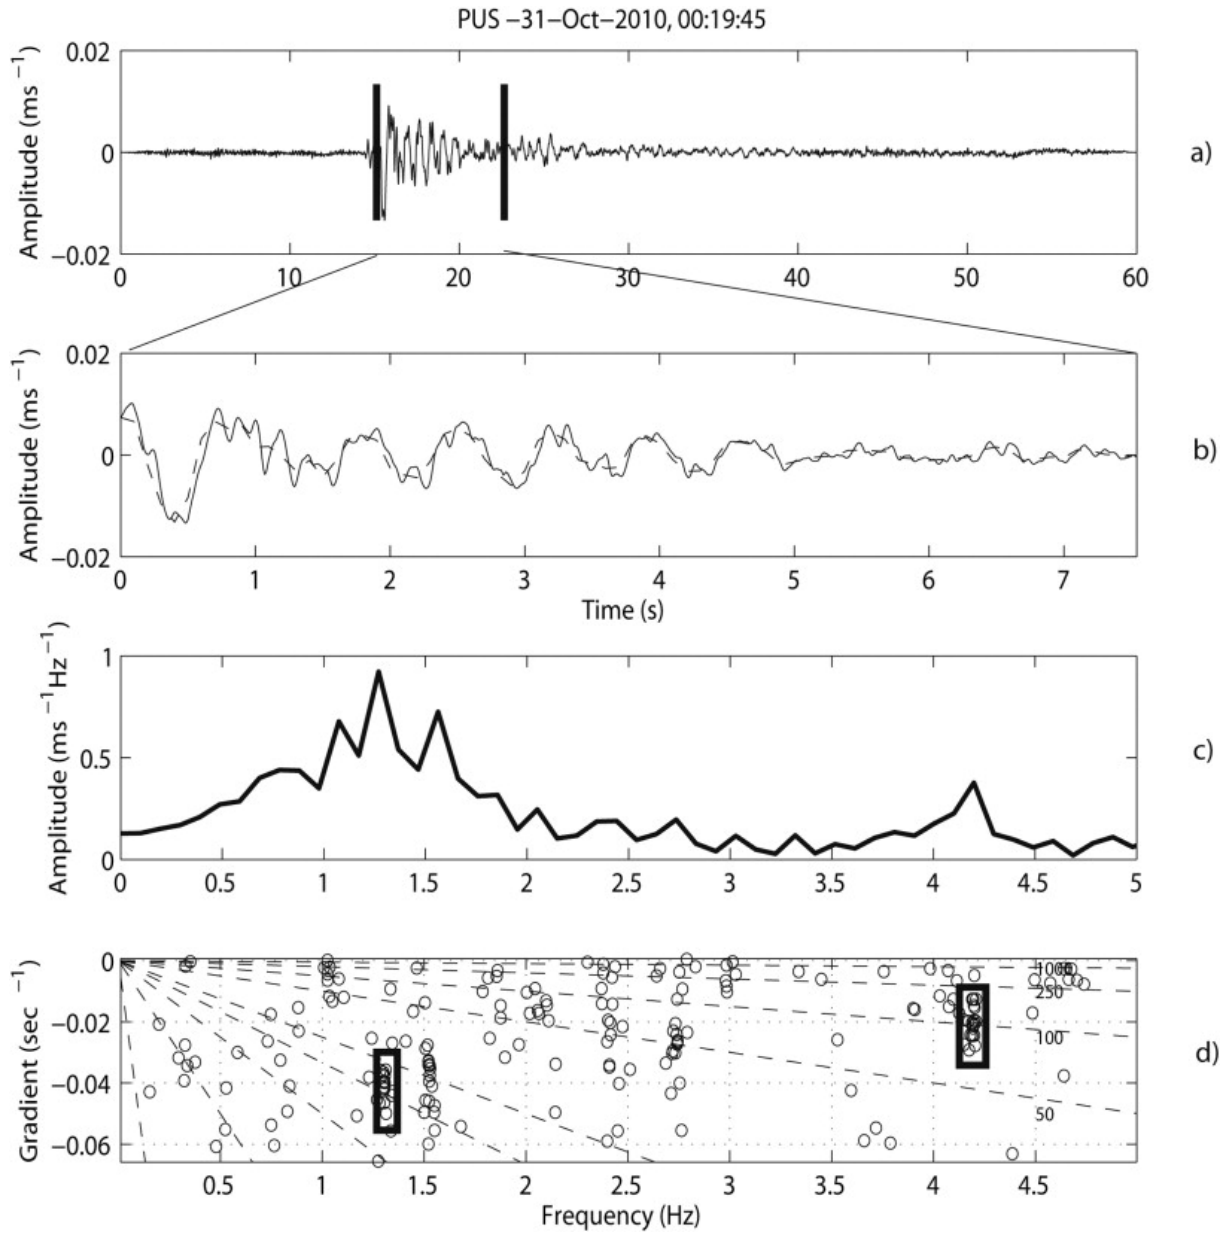 PUS –31–Oct–2010, 00:19:45
Amplitude (ms⁻¹)
0.02
0
–0.02
0 10 20 30 40 50 60
a)
Amplitude (ms⁻¹)
0.02
0
–0.02
0 1 2 3 4 5 6 7
Time (s)
b)
Amplitude (ms⁻¹Hz⁻¹)
1
0.5
0
0 0.5 1 1.5 2 2.5 3 3.5 4 4.5 5
c)
Gradient (sec⁻¹)
0
–0.02
–0.04
–0.06
250
100
50
0.5 1 1.5 2 2.5 3 3.5 4 4.5
Frequency (Hz)
d)